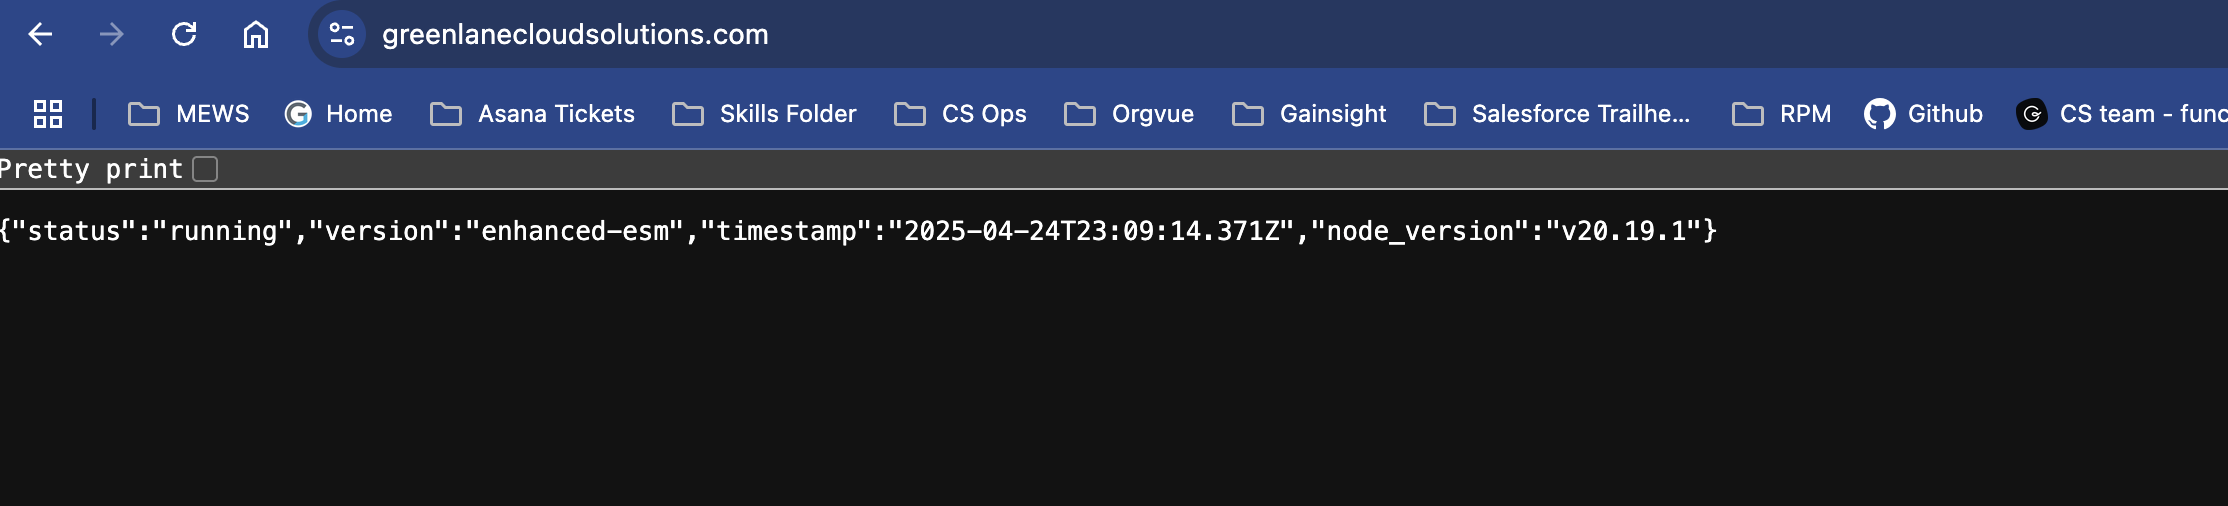 greenlanecloudsolutions.com
MEWS Home Asana Tickets Skills Folder CS Ops Orgvue Gainsight Salesforce Trailhe... RPM Github CS team - func
Pretty print
{"status":"running","version":"enhanced-esm","timestamp":"2025-04-24T23:09:14.371Z","node_version":"v20.19.1"}